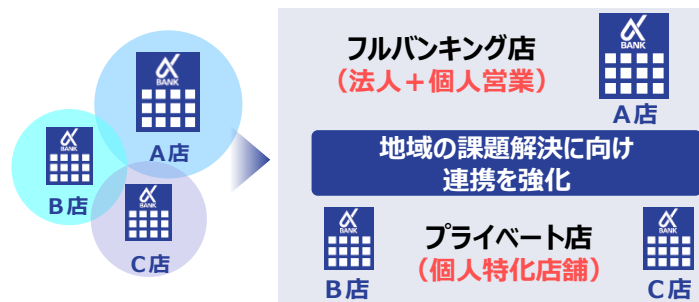 α
BANK
A店
α
BANK
B店
α
BANK
C店
フルバンキング店
（法人＋個人営業）
α
BANK
A店
地域の課題解決に向け
連携を強化
α
BANK
B店
プライベート店
（個人特化店舗）
α
BANK
C店